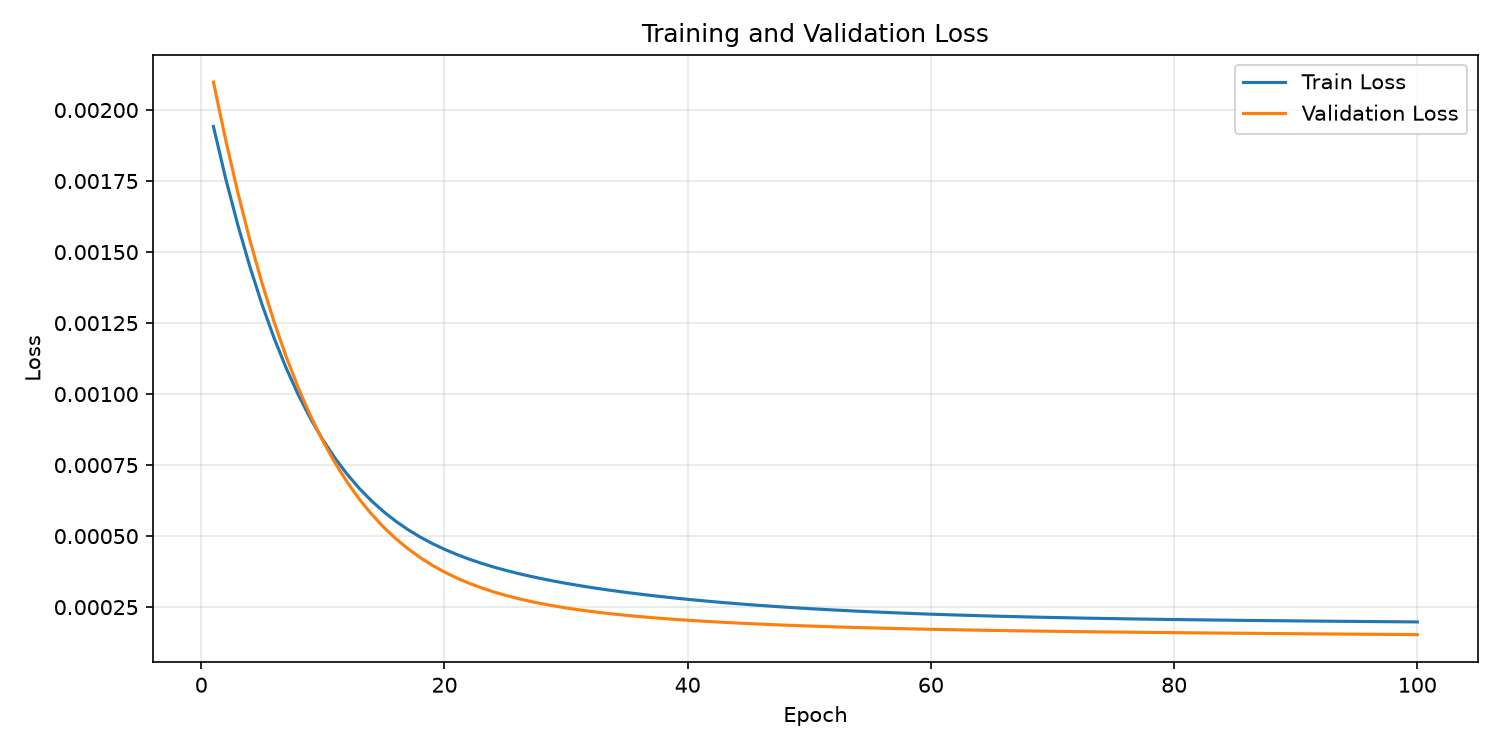 Training and Validation Loss
Train Loss
Validation Loss
0.00200
0.00175
0.00150
0.00125
0.00100
0.00075
0.00050
0.00025
Loss
0 20 40 60 80 100
Epoch